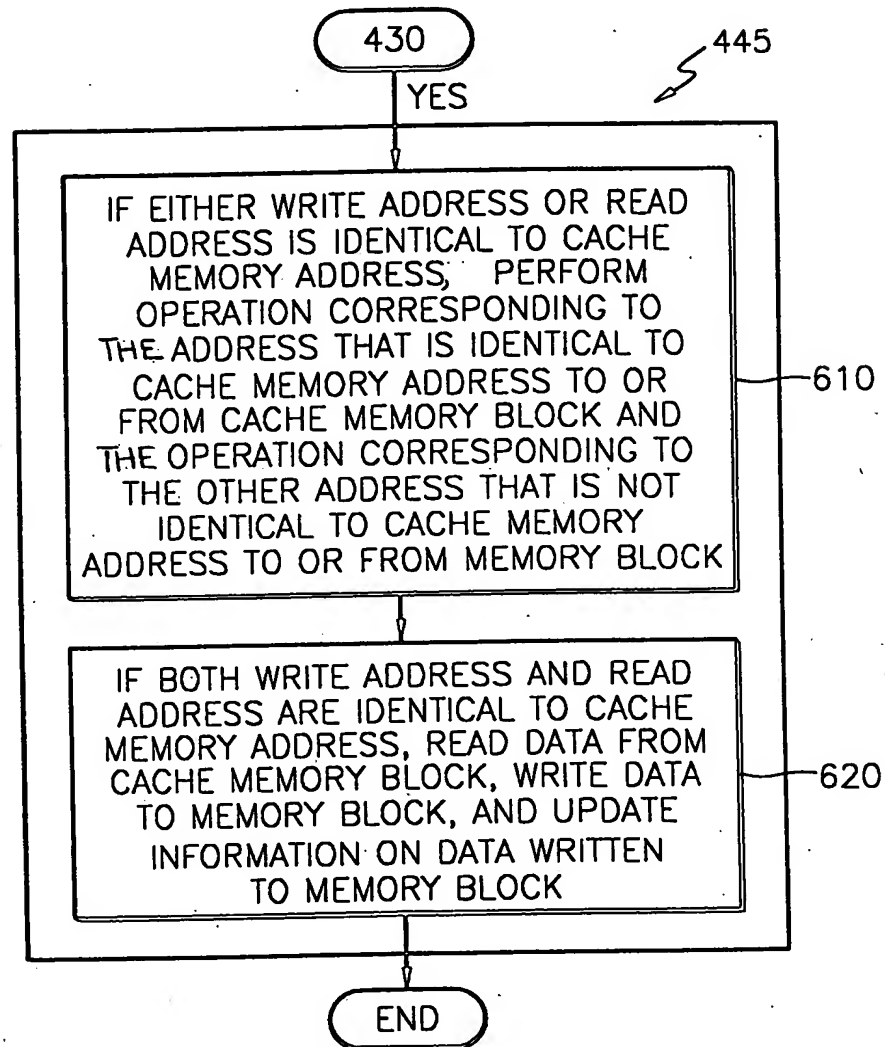 430
445
YES
IF EITHER WRITE ADDRESS OR READ
ADDRESS IS IDENTICAL TO CACHE
MEMORY ADDRESS, PERFORM
OPERATION CORRESPONDING TO
THE ADDRESS THAT IS IDENTICAL TO
CACHE MEMORY ADDRESS TO OR
FROM CACHE MEMORY BLOCK AND
THE OPERATION CORRESPONDING TO
THE OTHER ADDRESS THAT IS NOT
IDENTICAL TO CACHE MEMORY
ADDRESS TO OR FROM MEMORY BLOCK
610
IF BOTH WRITE ADDRESS AND READ
ADDRESS ARE IDENTICAL TO CACHE
MEMORY ADDRESS, READ DATA FROM
CACHE MEMORY BLOCK, WRITE DATA
TO MEMORY BLOCK, AND UPDATE
INFORMATION ON DATA WRITTEN
TO MEMORY BLOCK
620
END